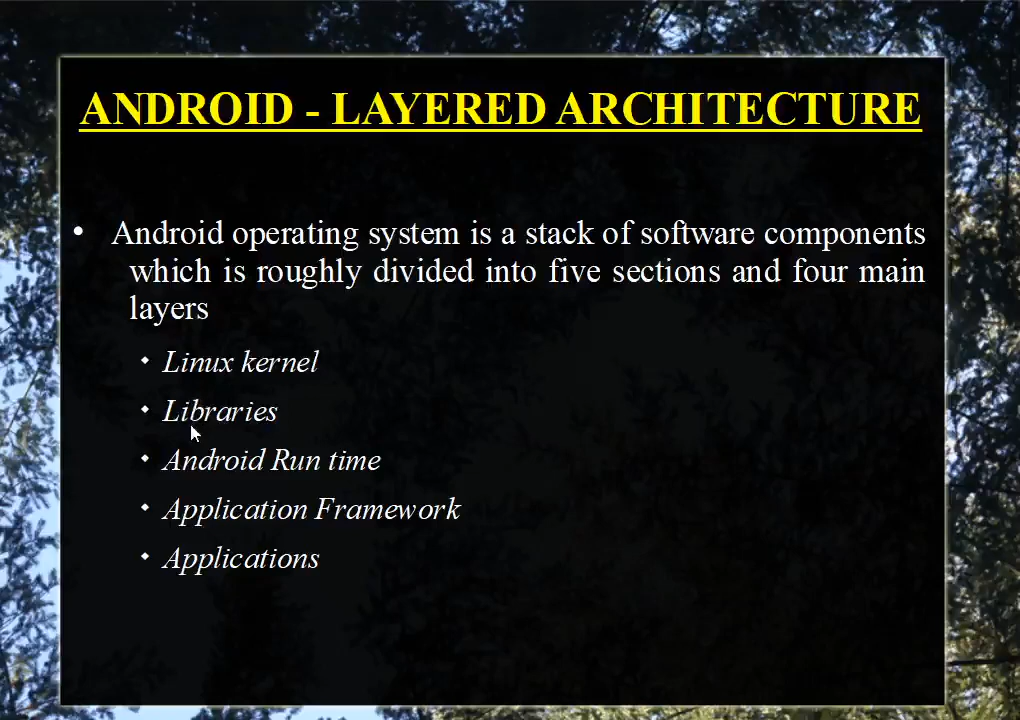 ANDROID - LAYERED ARCHITECTURE
• Android operating system is a stack of software components
which is roughly divided into five sections and four main
layers
• Linux kernel
• Libraries
• Android Run time
• Application Framework
• Applications